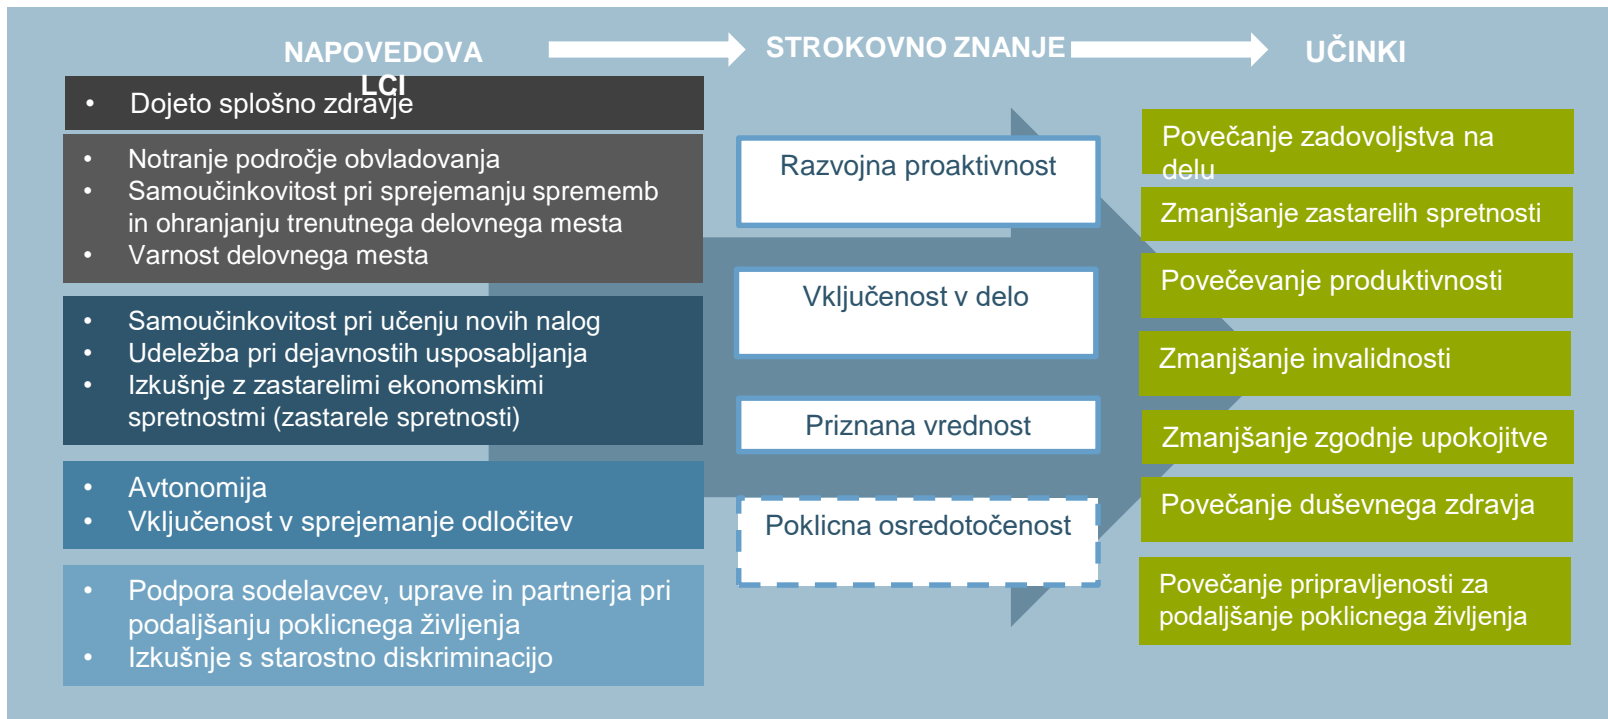 NAPOVEDOVA
LCI
STROKOVNO ZNANJE
UČINKI
• Dojeto splošno zdravje
• Notranje področje obvladovanja
• Samoučinkovitost pri sprejemanju sprememb
in ohranjanju trenutnega delovnega mesta
• Varnost delovnega mesta
• Samoučinkovitost pri učenju novih nalog
• Udeležba pri dejavnostih usposabljanja
• Izkušnje z zastarelimi ekonomskimi
spretnostmi (zastarele spretnosti)
• Avtonomija
• Vključenost v sprejemanje odločitev
• Podpora sodelavcev, uprave in partnerja pri
podaljšanju poklicnega življenja
• Izkušnje s starostno diskriminacijo
Razvojna proaktivnost
Vključenost v delo
Priznana vrednost
Poklicna osredotočenost
Povečanje zadovoljstva na
delu
Zmanjšanje zastarelih spretnosti
Povečevanje produktivnosti
Zmanjšanje invalidnosti
Zmanjšanje zgodnje upokojitve
Povečanje duševnega zdravja
Povečanje pripravljenosti za
podaljšanje poklicnega življenja